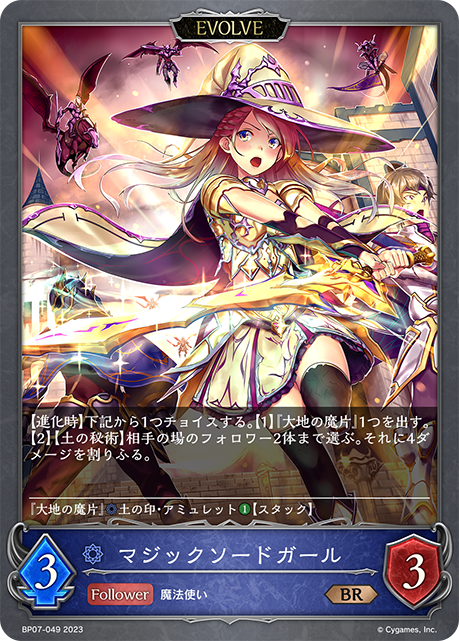 EVOLVE
【進化時】下記から1つチョイスする。【1】『大地の魔片』1つを出す。
【2】【土の秘術】相手の場のフォロワー2体まで選ぶ。それに4ダ
メージを割りふる。
『大地の魔片』土の印・アミュレット1【スタック】
3 マジックソードガール 3
Follower 魔法使い BR
BP07-049 2023 © Cygames, Inc.